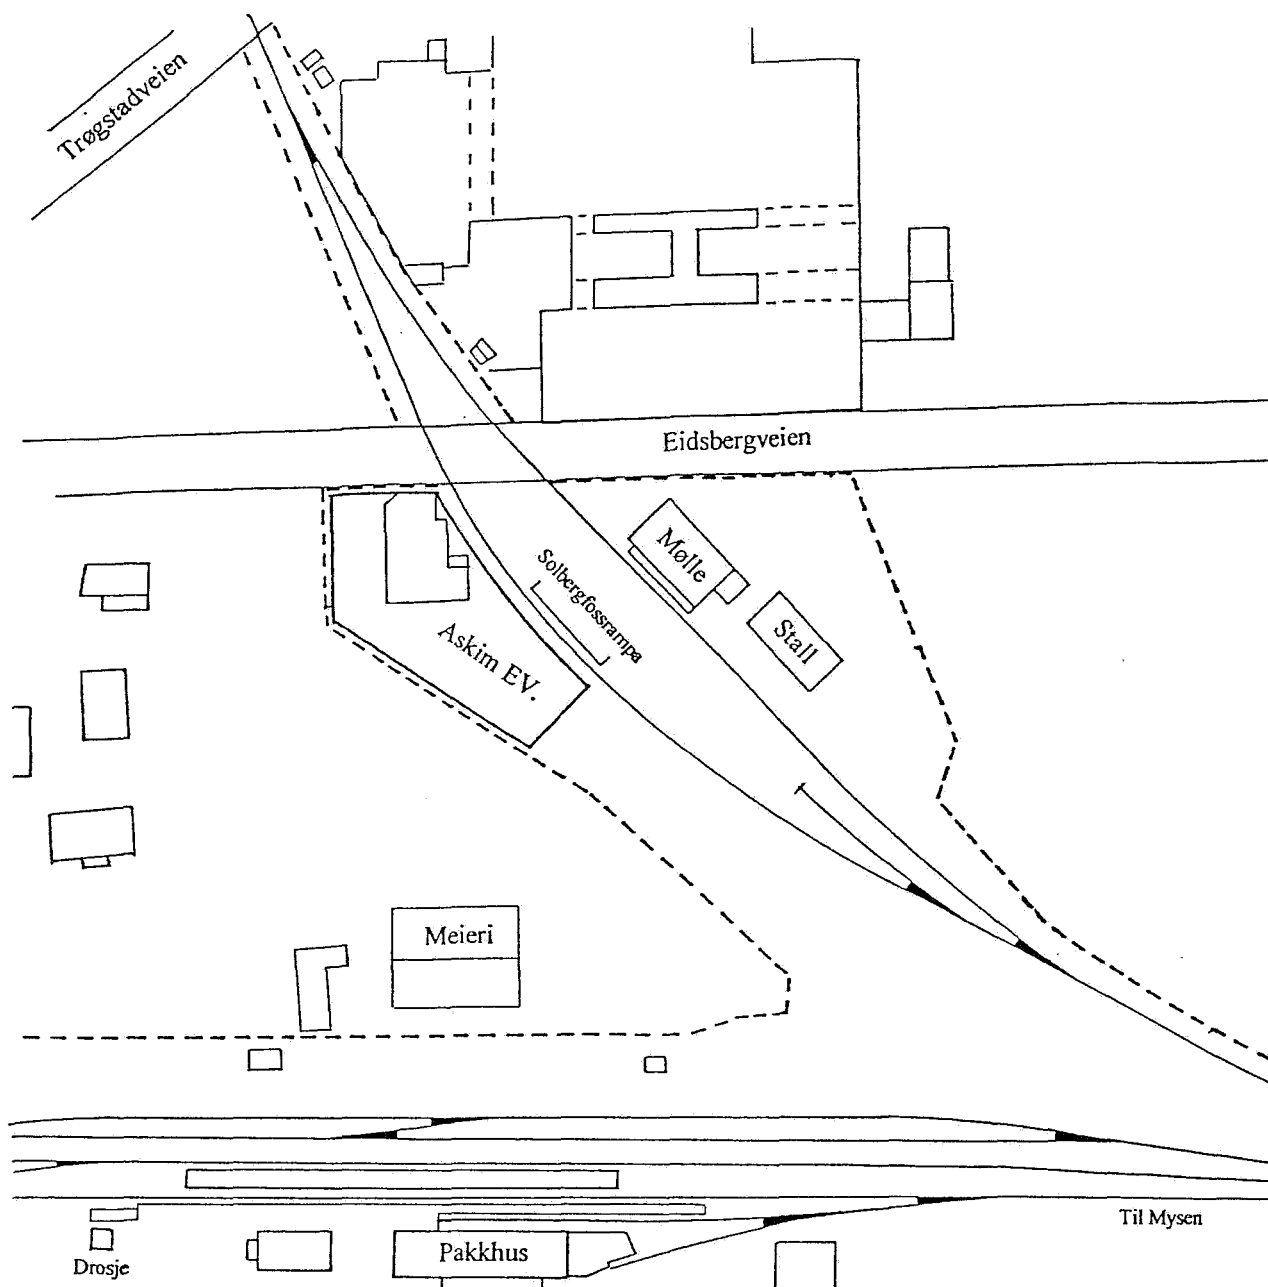 Trøgstadveien
Eidsbergveien
Mølle
Solbergfossrampa
Stall
Askim EV.
Meieri
Til Mysen
Pakkhus
Drosje